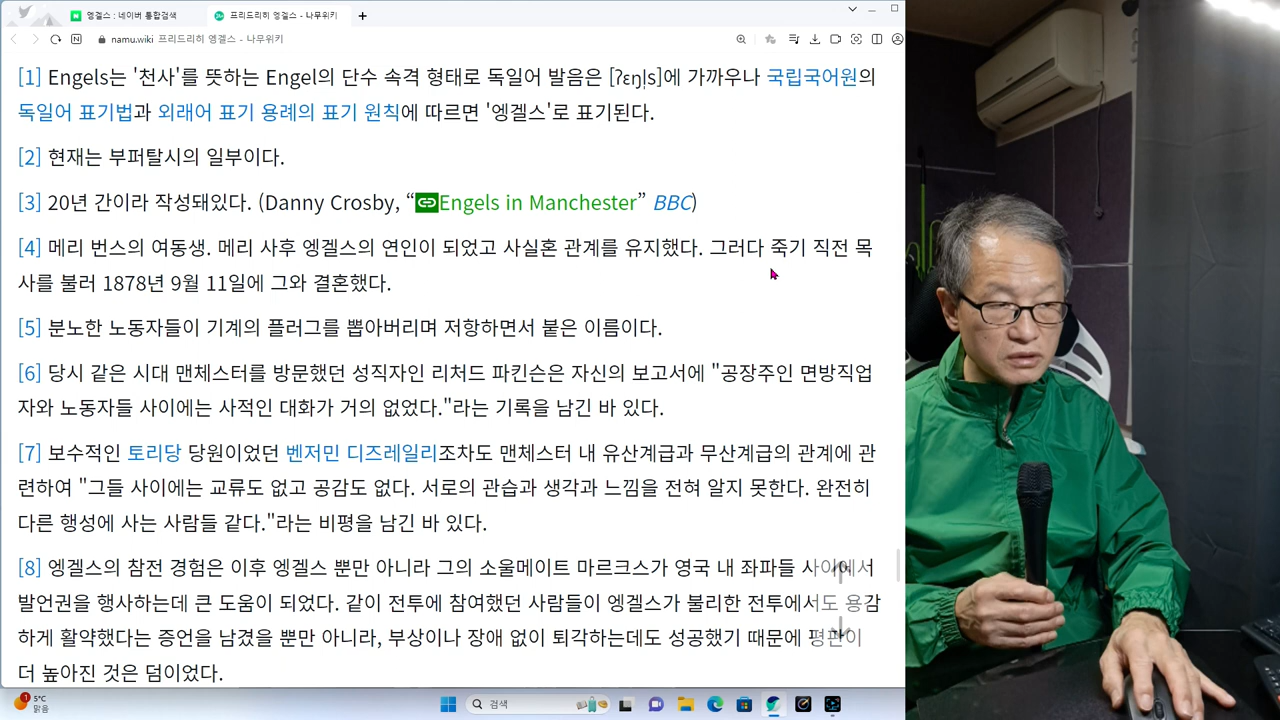 엥겔스 : 네이버 통합검색
프리드리히 엥겔스 - 나무위키
namu.wiki 프리드리히 엥겔스 - 나무위키
[1] Engels는 '천사'를 뜻하는 Engel의 단수 속격 형태로 독일어 발음은 [ʔɛŋl̩s]에 가까우나 국립국어원의
독일어 표기법과 외래어 표기 용례의 표기 원칙에 따르면 '엥겔스'로 표기된다.
[2] 현재는 부퍼탈시의 일부이다.
[3] 20년 간이라 작성돼있다. (Danny Crosby, “Engels in Manchester” BBC)
[4] 메리 번스의 여동생. 메리 사후 엥겔스의 연인이 되었고 사실혼 관계를 유지했다. 그러다 죽기 직전 목
사를 불러 1878년 9월 11일에 그와 결혼했다.
[5] 분노한 노동자들이 기계의 플러그를 뽑아버리며 저항하면서 붙은 이름이다.
[6] 당시 같은 시대 맨체스터를 방문했던 성직자인 리처드 파킨슨은 자신의 보고서에 "공장주인 면방직업
자와 노동자들 사이에는 사적인 대화가 거의 없었다."라는 기록을 남긴 바 있다.
[7] 보수적인 토리당 당원이었던 벤저민 디즈레일리조차도 맨체스터 내 유산계급과 무산계급의 관계에 관
련하여 "그들 사이에는 교류도 없고 공감도 없다. 서로의 관습과 생각과 느낌을 전혀 알지 못한다. 완전히
다른 행성에 사는 사람들 같다."라는 비평을 남긴 바 있다.
[8] 엥겔스의 참전 경험은 이후 엥겔스 뿐만 아니라 그의 소울메이트 마르크스가 영국 내 좌파들 사이에서
발언권을 행사하는데 큰 도움이 되었다. 같이 전투에 참여했던 사람들이 엥겔스가 불리한 전투에서도 용감
하게 활약했다는 증언을 남겼을 뿐만 아니라, 부상이나 장애 없이 퇴각하는데도 성공했기 때문에 평판이
더 높아진 것은 덤이었다.
1
5°C
맑음
검색